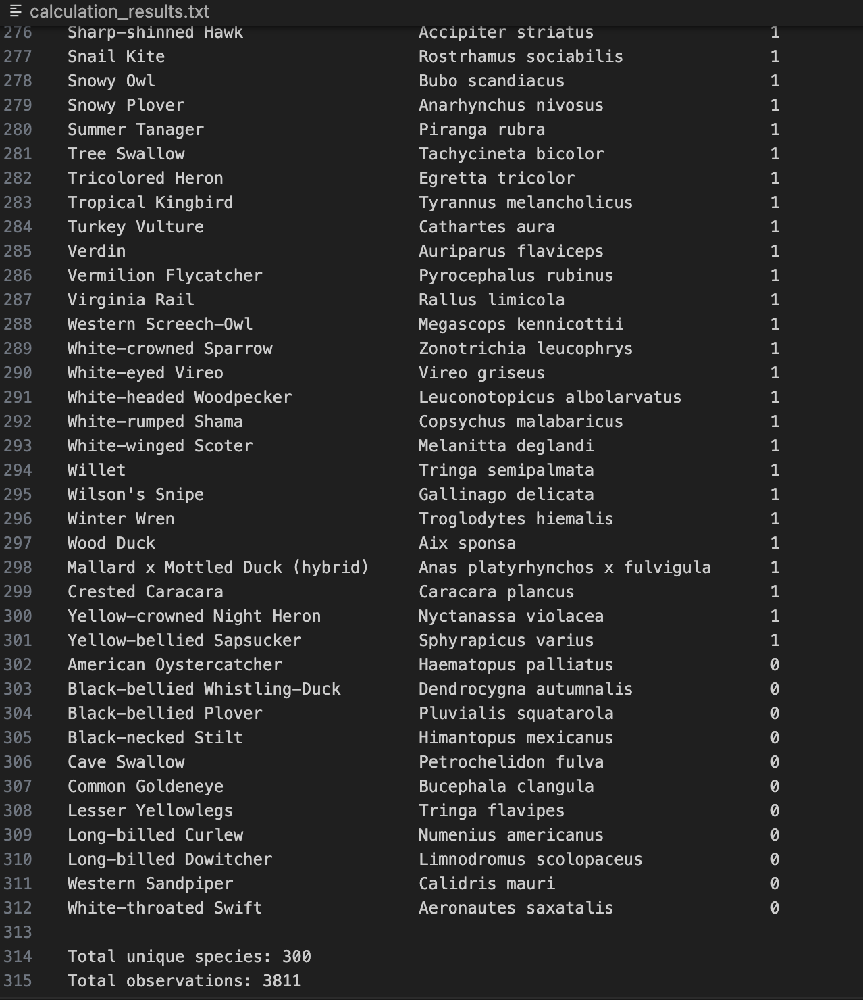 calculation_results.txt
276 Sharp-shinned Hawk Accipiter striatus 1
277 Snail Kite Rostrhamus sociabilis 1
278 Snowy Owl Bubo scandiacus 1
279 Snowy Plover Anarhynchus nivosus 1
280 Summer Tanager Piranga rubra 1
281 Tree Swallow Tachycineta bicolor 1
282 Tricolored Heron Egretta tricolor 1
283 Tropical Kingbird Tyrannus melancholicus 1
284 Turkey Vulture Cathartes aura 1
285 Verdin Auriparus flaviceps 1
286 Vermilion Flycatcher Pyrocephalus rubinus 1
287 Virginia Rail Rallus limicola 1
288 Western Screech-Owl Megascops kennicottii 1
289 White-crowned Sparrow Zonotrichia leucophrys 1
290 White-eyed Vireo Vireo griseus 1
291 White-headed Woodpecker Leuconotopicus albolarvatus 1
292 White-rumped Shama Copsychus malabaricus 1
293 White-winged Scoter Melanitta deglandi 1
294 Willet Tringa semipalmata 1
295 Wilson's Snipe Gallinago delicata 1
296 Winter Wren Troglodytes hiemalis 1
297 Wood Duck Aix sponsa 1
298 Mallard x Mottled Duck (hybrid) Anas platyrhynchos x fulvigula 1
299 Crested Caracara Caracara plancus 1
300 Yellow-crowned Night Heron Nyctanassa violacea 1
301 Yellow-bellied Sapsucker Sphyrapicus varius 1
302 American Oystercatcher Haematopus palliatus 0
303 Black-bellied Whistling-Duck Dendrocygna autumnalis 0
304 Black-bellied Plover Pluvialis squatarola 0
305 Black-necked Stilt Himantopus mexicanus 0
306 Cave Swallow Petrochelidon fulva 0
307 Common Goldeneye Bucephala clangula 0
308 Lesser Yellowlegs Tringa flavipes 0
309 Long-billed Curlew Numenius americanus 0
310 Long-billed Dowitcher Limnodromus scolopaceus 0
311 Western Sandpiper Calidris mauri 0
312 White-throated Swift Aeronautes saxatalis 0
313
314 Total unique species: 300
315 Total observations: 3811